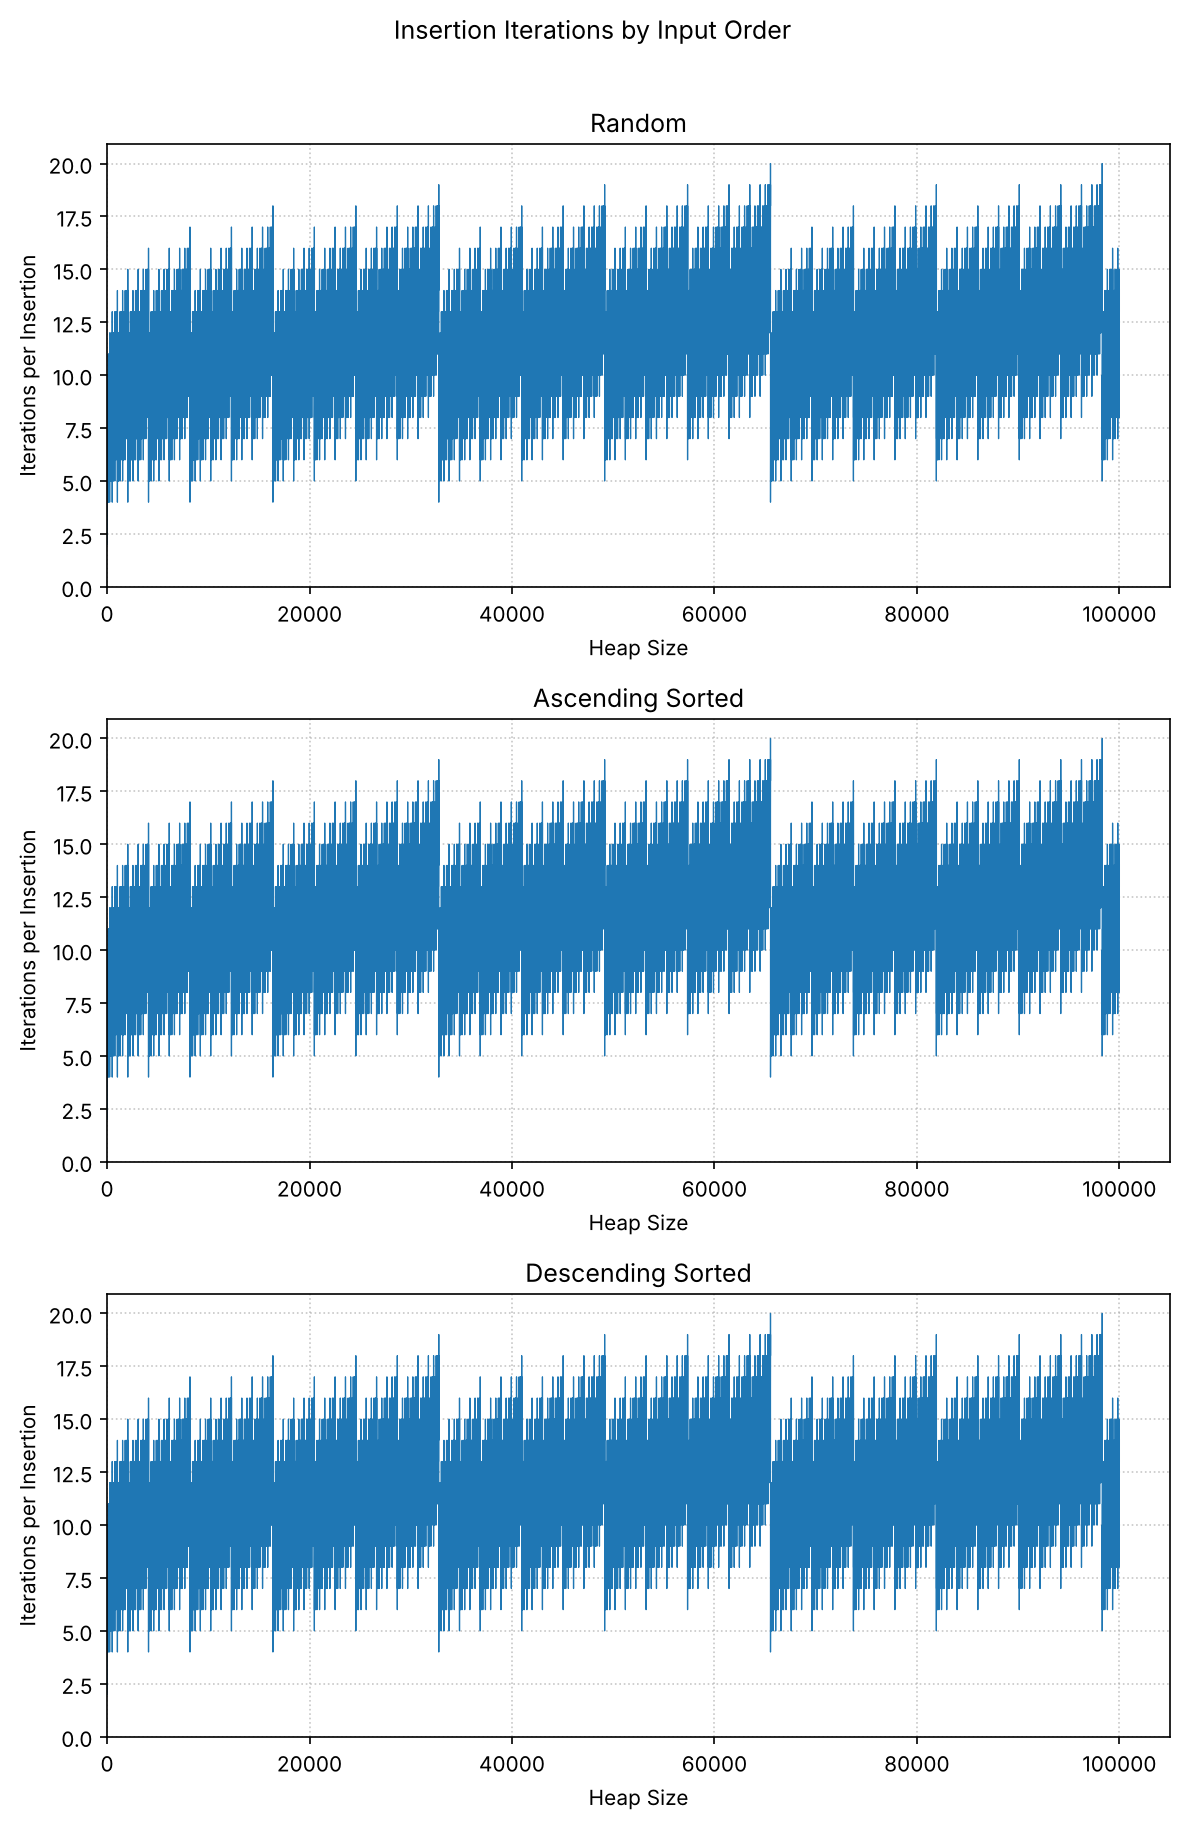 Insertion Iterations by Input Order
Random
Iterations per Insertion
20.0
17.5
15.0
12.5
10.0
7.5
5.0
2.5
0.0
0 20000 40000 60000 80000 100000
Heap Size
Ascending Sorted
Iterations per Insertion
20.0
17.5
15.0
12.5
10.0
7.5
5.0
2.5
0.0
0 20000 40000 60000 80000 100000
Heap Size
Descending Sorted
Iterations per Insertion
20.0
17.5
15.0
12.5
10.0
7.5
5.0
2.5
0.0
0 20000 40000 60000 80000 100000
Heap Size